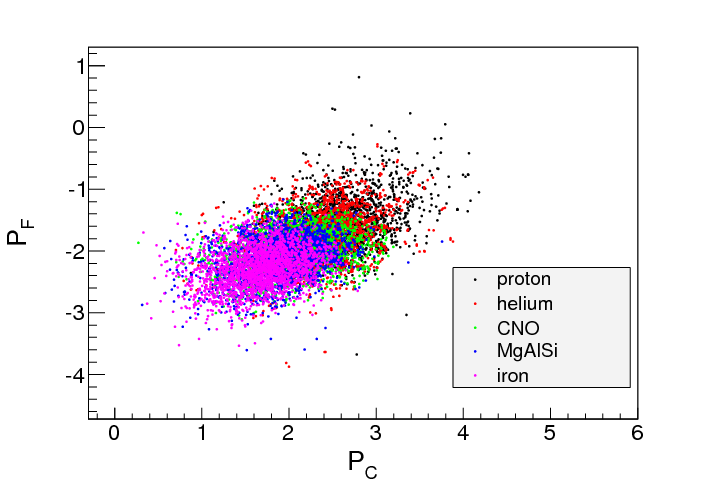 1
0
-1
-2
-3
-4
P_F
proton
helium
CNO
MgAlSi
iron
0 1 2 3 4 5 6
P_C